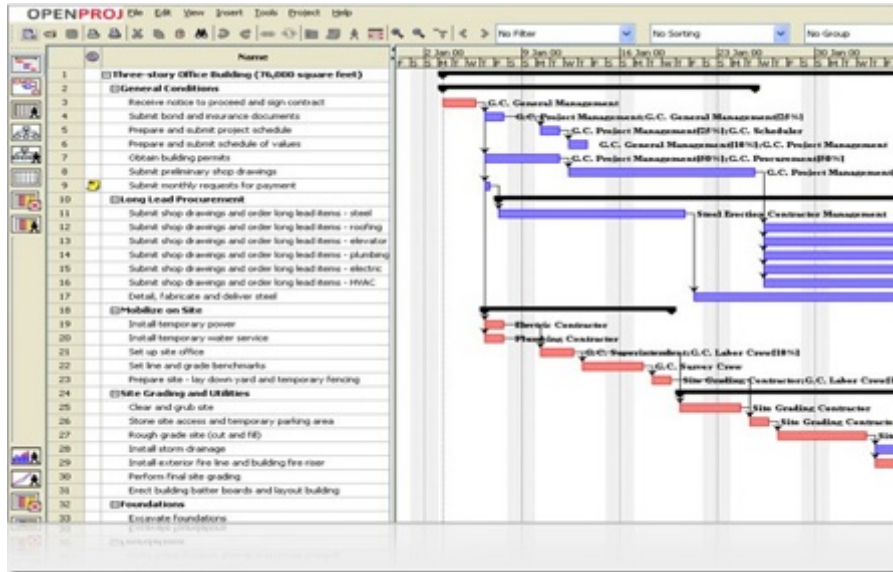 OPENPROJ File Edit View Insert Tools Project Help
No Filter No Sorting No Group
Name
2 Jan 00 9 Jan 00 16 Jan 00 23 Jan 00 30 Jan 00
1 Three-story Office Building (76,000 square feet)
2 General Conditions
3 Receive notice to proceed and sign contract G.C. General Management
4 Submit bond and insurance documents G.C. Project Management;G.C. General Management[25%]
5 Prepare and submit project schedule G.C. Project Management[25%];G.C. Scheduler
6 Prepare and submit schedule of values G.C. General Management[10%];G.C. Project Management
7 Obtain building permits G.C. Project Management[50%];G.C. Procurement[50%]
8 Submit preliminary shop drawings G.C. Project Management
9 Submit monthly requests for payment
10 Long Lead Procurement
11 Submit shop drawings and order long lead items - steel Steel Erection Contractor Management
12 Submit shop drawings and order long lead items - roofing
13 Submit shop drawings and order long lead items - elevator
14 Submit shop drawings and order long lead items - plumbing
15 Submit shop drawings and order long lead items - electric
16 Submit shop drawings and order long lead items - HVAC
17 Detail, fabricate and deliver steel
18 Mobilize on Site
19 Install temporary power Electric Contractor
20 Install temporary water service Plumbing Contractor
21 Set up site office G.C. Superintendent;G.C. Labor Crew[10%]
22 Set line and grade benchmarks G.C. Survey Crew
23 Prepare site - lay down yard and temporary fencing Site Grading Contractor;G.C. Labor Crew
24 Site Grading and Utilities
25 Clear and grub site Site Grading Contractor
26 Stone site access and temporary parking area Site Grading Contractor
27 Rough grade site (cut and fill)
28 Install storm drainage
29 Install exterior fire line and building fire riser
30 Perform final site grading
31 Erect building batter boards and layout building
32 Foundations
33 Excavate foundations